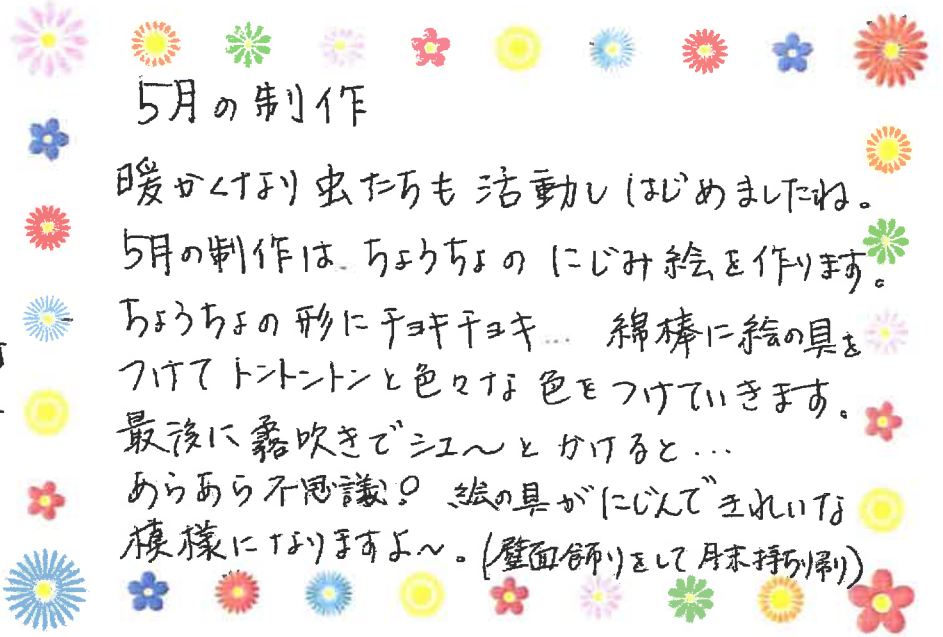 5月の制作
暖かくなり虫たちも活動しはじめましたね。
5月の制作は ちょうちょの にじみ絵を作ります。
ちょうちょの形にチョキチョキ… 綿棒に絵の具を
つけてトントントンと色々な色をつけていきます。
最後に霧吹きでシュ〜とかけると…
あらあら不思議! 絵の具がにじんできれいな
模様になりますよ〜。(壁面飾りをして月末持ち帰り)